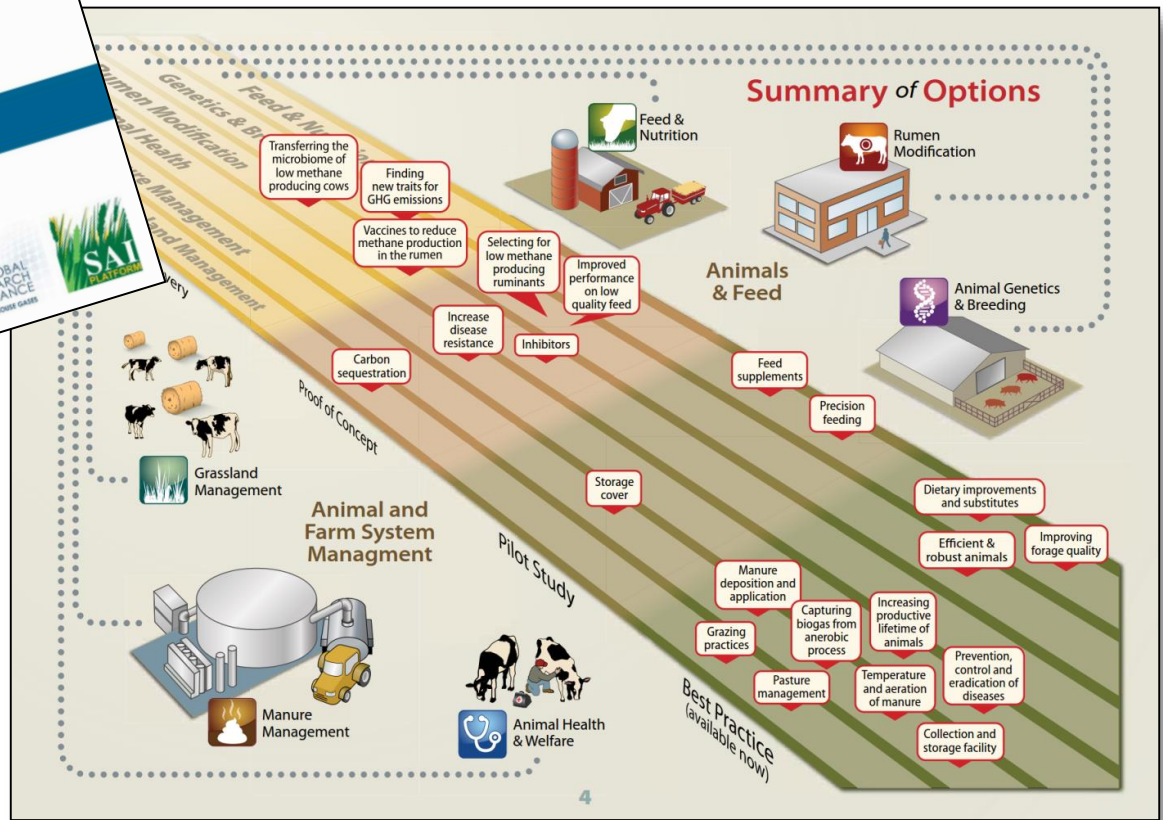 Summary of Options
Feed &
Nutrition
Rumen
Modification
Animals
& Feed
Animal Genetics
& Breeding
Feed &
Genetics &
Rumen Modification
Health
Management
Management
Transferring the
microbiome of
low methane
producing cows
Finding
new traits for
GHG emissions
Vaccines to reduce
methane production
in the rumen
Selecting for
low methane
producing
ruminants
Improved
performance
on low
quality feed
Increase
disease
resistance
Inhibitors
Carbon
sequestration
Feed
supplements
Precision
feeding
Storage
cover
Dietary improvements
and substitutes
Efficient &
robust animals
Improving
forage quality
Manure
deposition and
application
Capturing
biogas from
anerobic
process
Increasing
productive
lifetime of
animals
Grazing
practices
Pasture
management
Temperature
and aeration
of manure
Prevention,
control and
eradication of
diseases
Collection and
storage facility
Proof of Concept
Pilot Study
Best Practice
(available now)
Grassland
Management
Animal and
Farm System
Managment
Manure
Management
Animal Health
& Welfare
SAI
PLATFORM
4